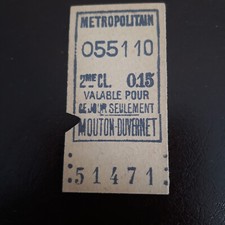 METROPOLITAIN
055110
2ME CL. 0.15
VALABLE POUR
CE JOUR SEULEMENT
MOUTON-DUVERNET
51471